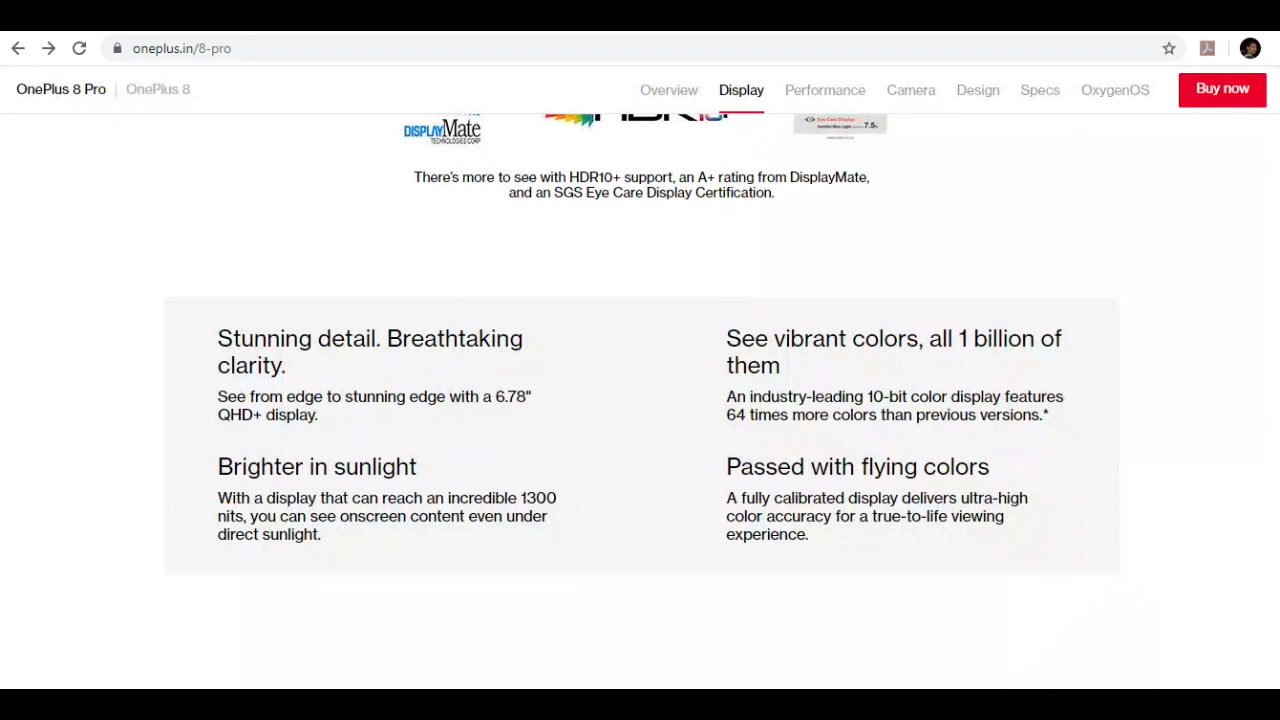 oneplus.in/8-pro
OnePlus 8 Pro | OnePlus 8
Overview Display Performance Camera Design Specs OxygenOS Buy now
DISPLAYMate
TECHNOLOGIES CORP
Eye Care Display
7.5%
There's more to see with HDR10+ support, an A+ rating from DisplayMate,
and an SGS Eye Care Display Certification.
Stunning detail. Breathtaking
clarity.
See from edge to stunning edge with a 6.78"
QHD+ display.
See vibrant colors, all 1 billion of
them
An industry-leading 10-bit color display features
64 times more colors than previous versions.*
Brighter in sunlight
With a display that can reach an incredible 1300
nits, you can see onscreen content even under
direct sunlight.
Passed with flying colors
A fully calibrated display delivers ultra-high
color accuracy for a true-to-life viewing
experience.